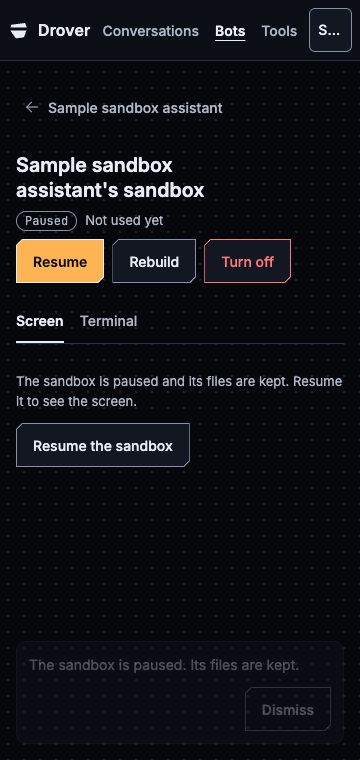 Drover Conversations Bots Tools S...
Sample sandbox assistant
Sample sandbox
assistant's sandbox
Paused Not used yet
Resume Rebuild Turn off
Screen Terminal
The sandbox is paused and its files are kept. Resume
it to see the screen.
Resume the sandbox
The sandbox is paused. Its files are kept.
Dismiss